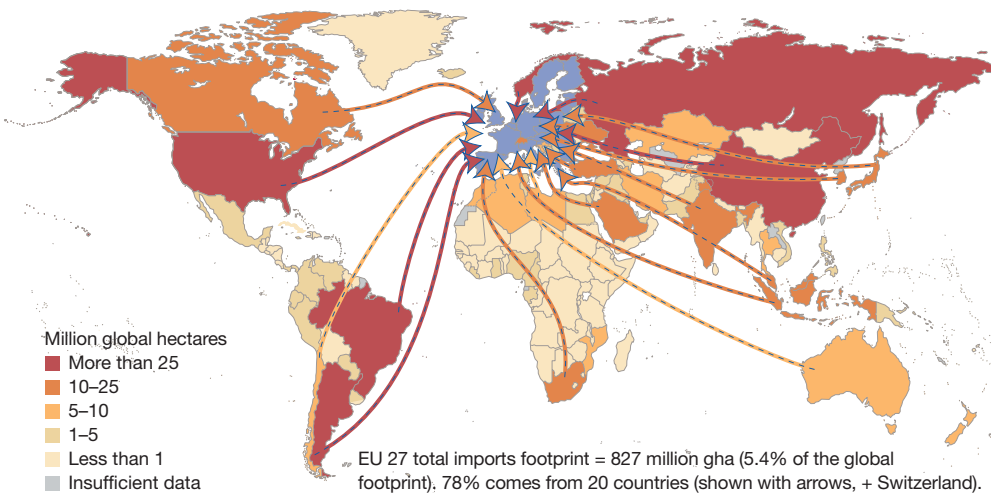 Million global hectares
More than 25
10–25
5–10
1–5
Less than 1
Insufficient data
EU 27 total imports footprint = 827 million gha (5.4% of the global
footprint). 78% comes from 20 countries (shown with arrows, + Switzerland).